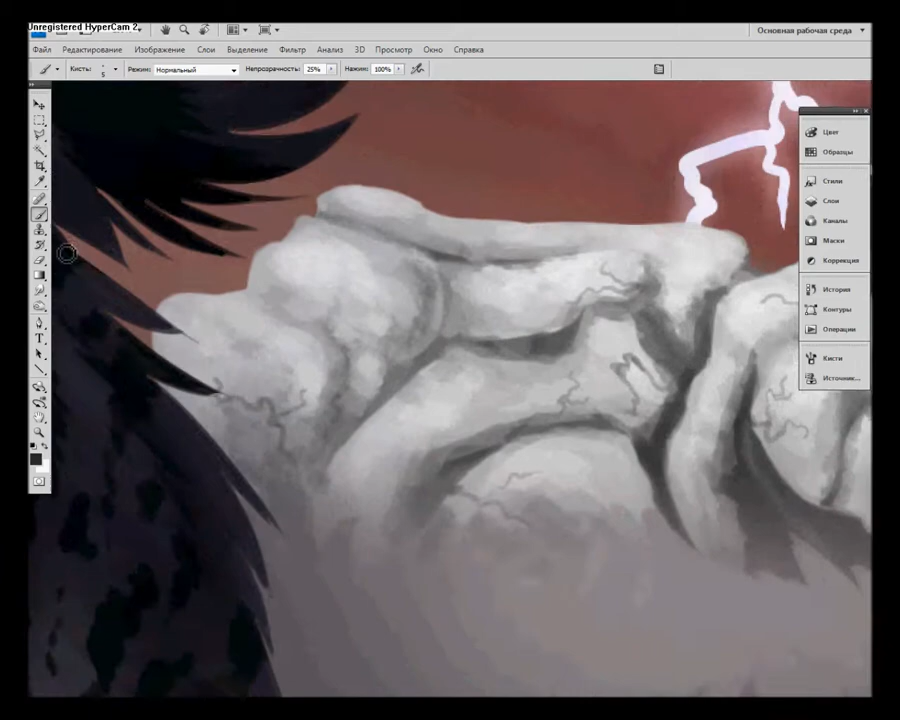 Unregistered HyperCam 2
Основная рабочая среда
Файл Редактирование Изображение Слои Выделение Фильтр Анализ 3D Просмотр Окно Справка
Кисть: 5 Режим: Нормальный Непрозрачность: 25% Нажим: 100%
Цвет
Образцы
Стили
Слои
Каналы
Маски
Коррекция
История
Контуры
Операции
Кисти
Источник...